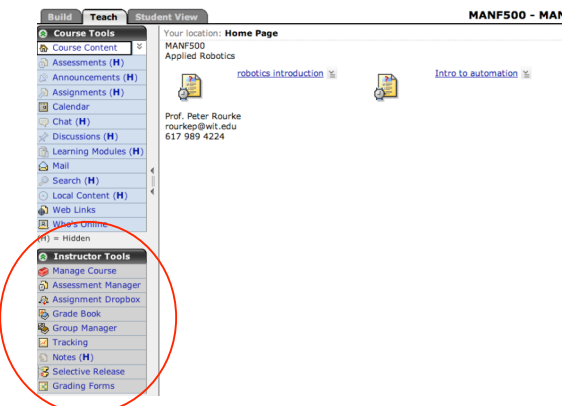 Build Teach Student View
MANF500 - MAN
Course Tools
Course Content
Assessments (H)
Announcements (H)
Assignments (H)
Calendar
Chat (H)
Discussions (H)
Learning Modules (H)
Mail
Search (H)
Local Content (H)
Web Links
Who's Online
(H) = Hidden
Instructor Tools
Manage Course
Assessment Manager
Assignment Dropbox
Grade Book
Group Manager
Tracking
Notes (H)
Selective Release
Grading Forms
Your location: Home Page
MANF500
Applied Robotics
robotics introduction
Intro to automation
Prof. Peter Rourke
rourkep@wit.edu
617 989 4224